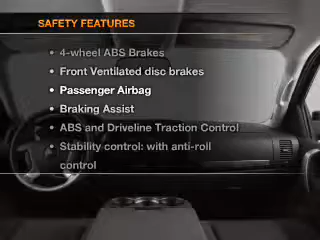 SAFETY FEATURES
• 4-wheel ABS Brakes
• Front Ventilated disc brakes
• Passenger Airbag
• Braking Assist
• ABS and Driveline Traction Control
• Stability control: with anti-roll
control